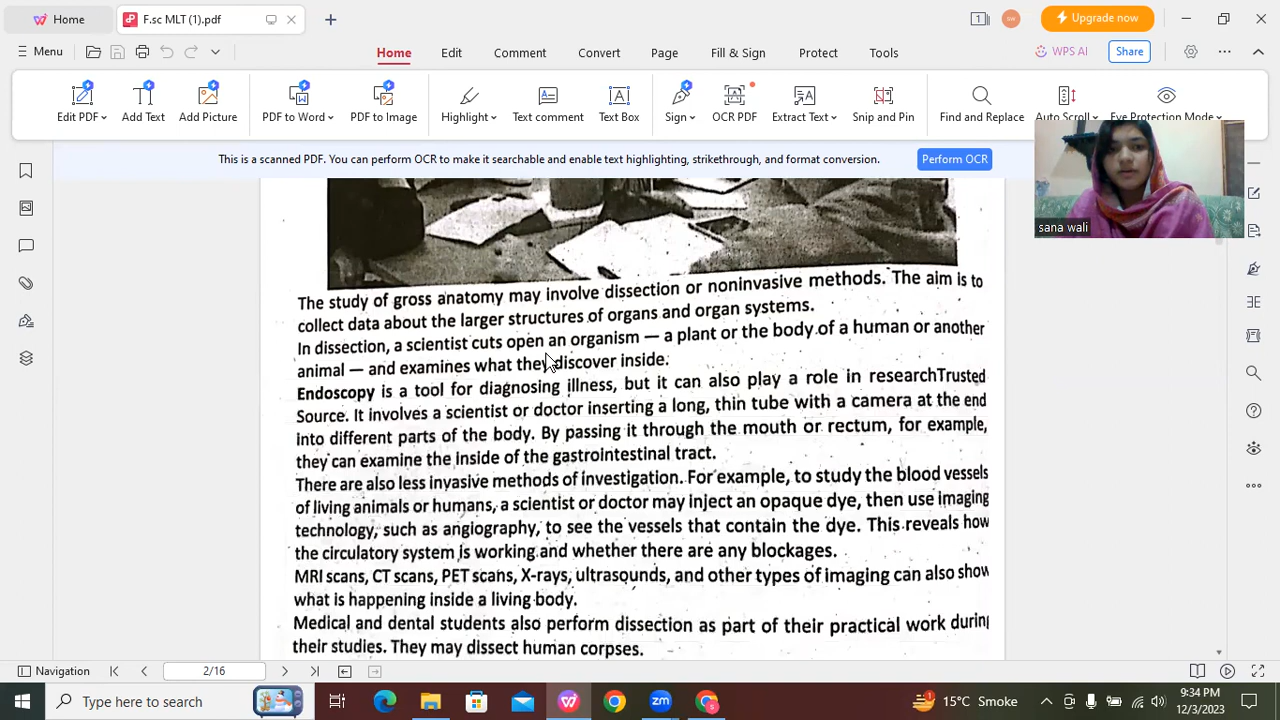 Home
F.sc MLT (1).pdf
1
Upgrade now
Menu
Home Edit Comment Convert Page Fill & Sign Protect Tools
WPS AI
Share
Edit PDF
Add Text
Add Picture
PDF to Word
PDF to Image
Highlight
Text comment
Text Box
Sign
OCR PDF
Extract Text
Snip and Pin
Find and Replace
Auto Scroll
Eye Protection Mode
This is a scanned PDF. You can perform OCR to make it searchable and enable text highlighting, strikethrough, and format conversion.
Perform OCR
sana wali
The study of gross anatomy may involve dissection or noninvasive methods. The aim is to
collect data about the larger structures of organs and organ systems.
In dissection, a scientist cuts open an organism — a plant or the body of a human or another
animal — and examines what they discover inside.
Endoscopy is a tool for diagnosing illness, but it can also play a role in researchTrusted
Source. It involves a scientist or doctor inserting a long, thin tube with a camera at the end
into different parts of the body. By passing it through the mouth or rectum, for example,
they can examine the inside of the gastrointestinal tract.
There are also less invasive methods of investigation. For example, to study the blood vessels
of living animals or humans, a scientist or doctor may inject an opaque dye, then use imaging
technology, such as angiography, to see the vessels that contain the dye. This reveals how
the circulatory system is working and whether there are any blockages.
MRI scans, CT scans, PET scans, X-rays, ultrasounds, and other types of imaging can also show
what is happening inside a living body.
Medical and dental students also perform dissection as part of their practical work during
their studies. They may dissect human corpses.
Navigation
2/16
Type here to search
15°C Smoke
9:34 PM
12/3/2023